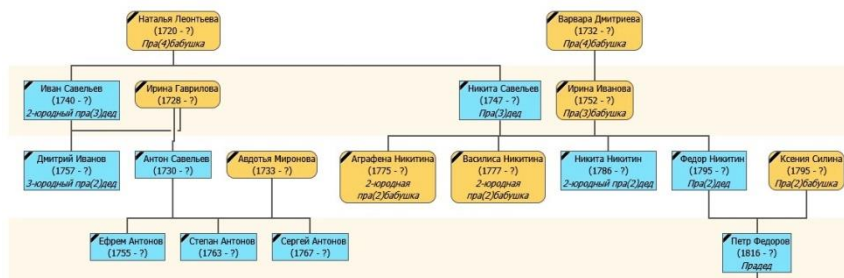 Наталья Леонтьева
(1720 - ?)
Пра(4)бабушка
Варвара Дмитриева
(1732 - ?)
Пра(4)бабушка
Иван Савельев
(1740 - ?)
2-юродный пра(3)дед
Ирина Гаврилова
(1728 - ?)
Никита Савельев
(1747 - ?)
Пра(3)дед
Ирина Иванова
(1752 - ?)
Пра(3)бабушка
Дмитрий Иванов
(1757 - ?)
3-юродный пра(2)дед
Антон Савельев
(1730 - ?)
Авдотья Миронова
(1733 - ?)
Аграфена Никитина
(1775 - ?)
2-юродная
пра(2)бабушка
Василиса Никитина
(1777 - ?)
2-юродная
пра(2)бабушка
Никита Никитин
(1786 - ?)
2-юродный пра(2)дед
Федор Никитин
(1795 - ?)
Пра(2)дед
Ксения Силина
(1795 - ?)
Пра(2)бабушка
Ефрем Антонов
(1755 - ?)
Степан Антонов
(1763 - ?)
Сергей Антонов
(1767 - ?)
Петр Федоров
(1816 - ?)
Прадед